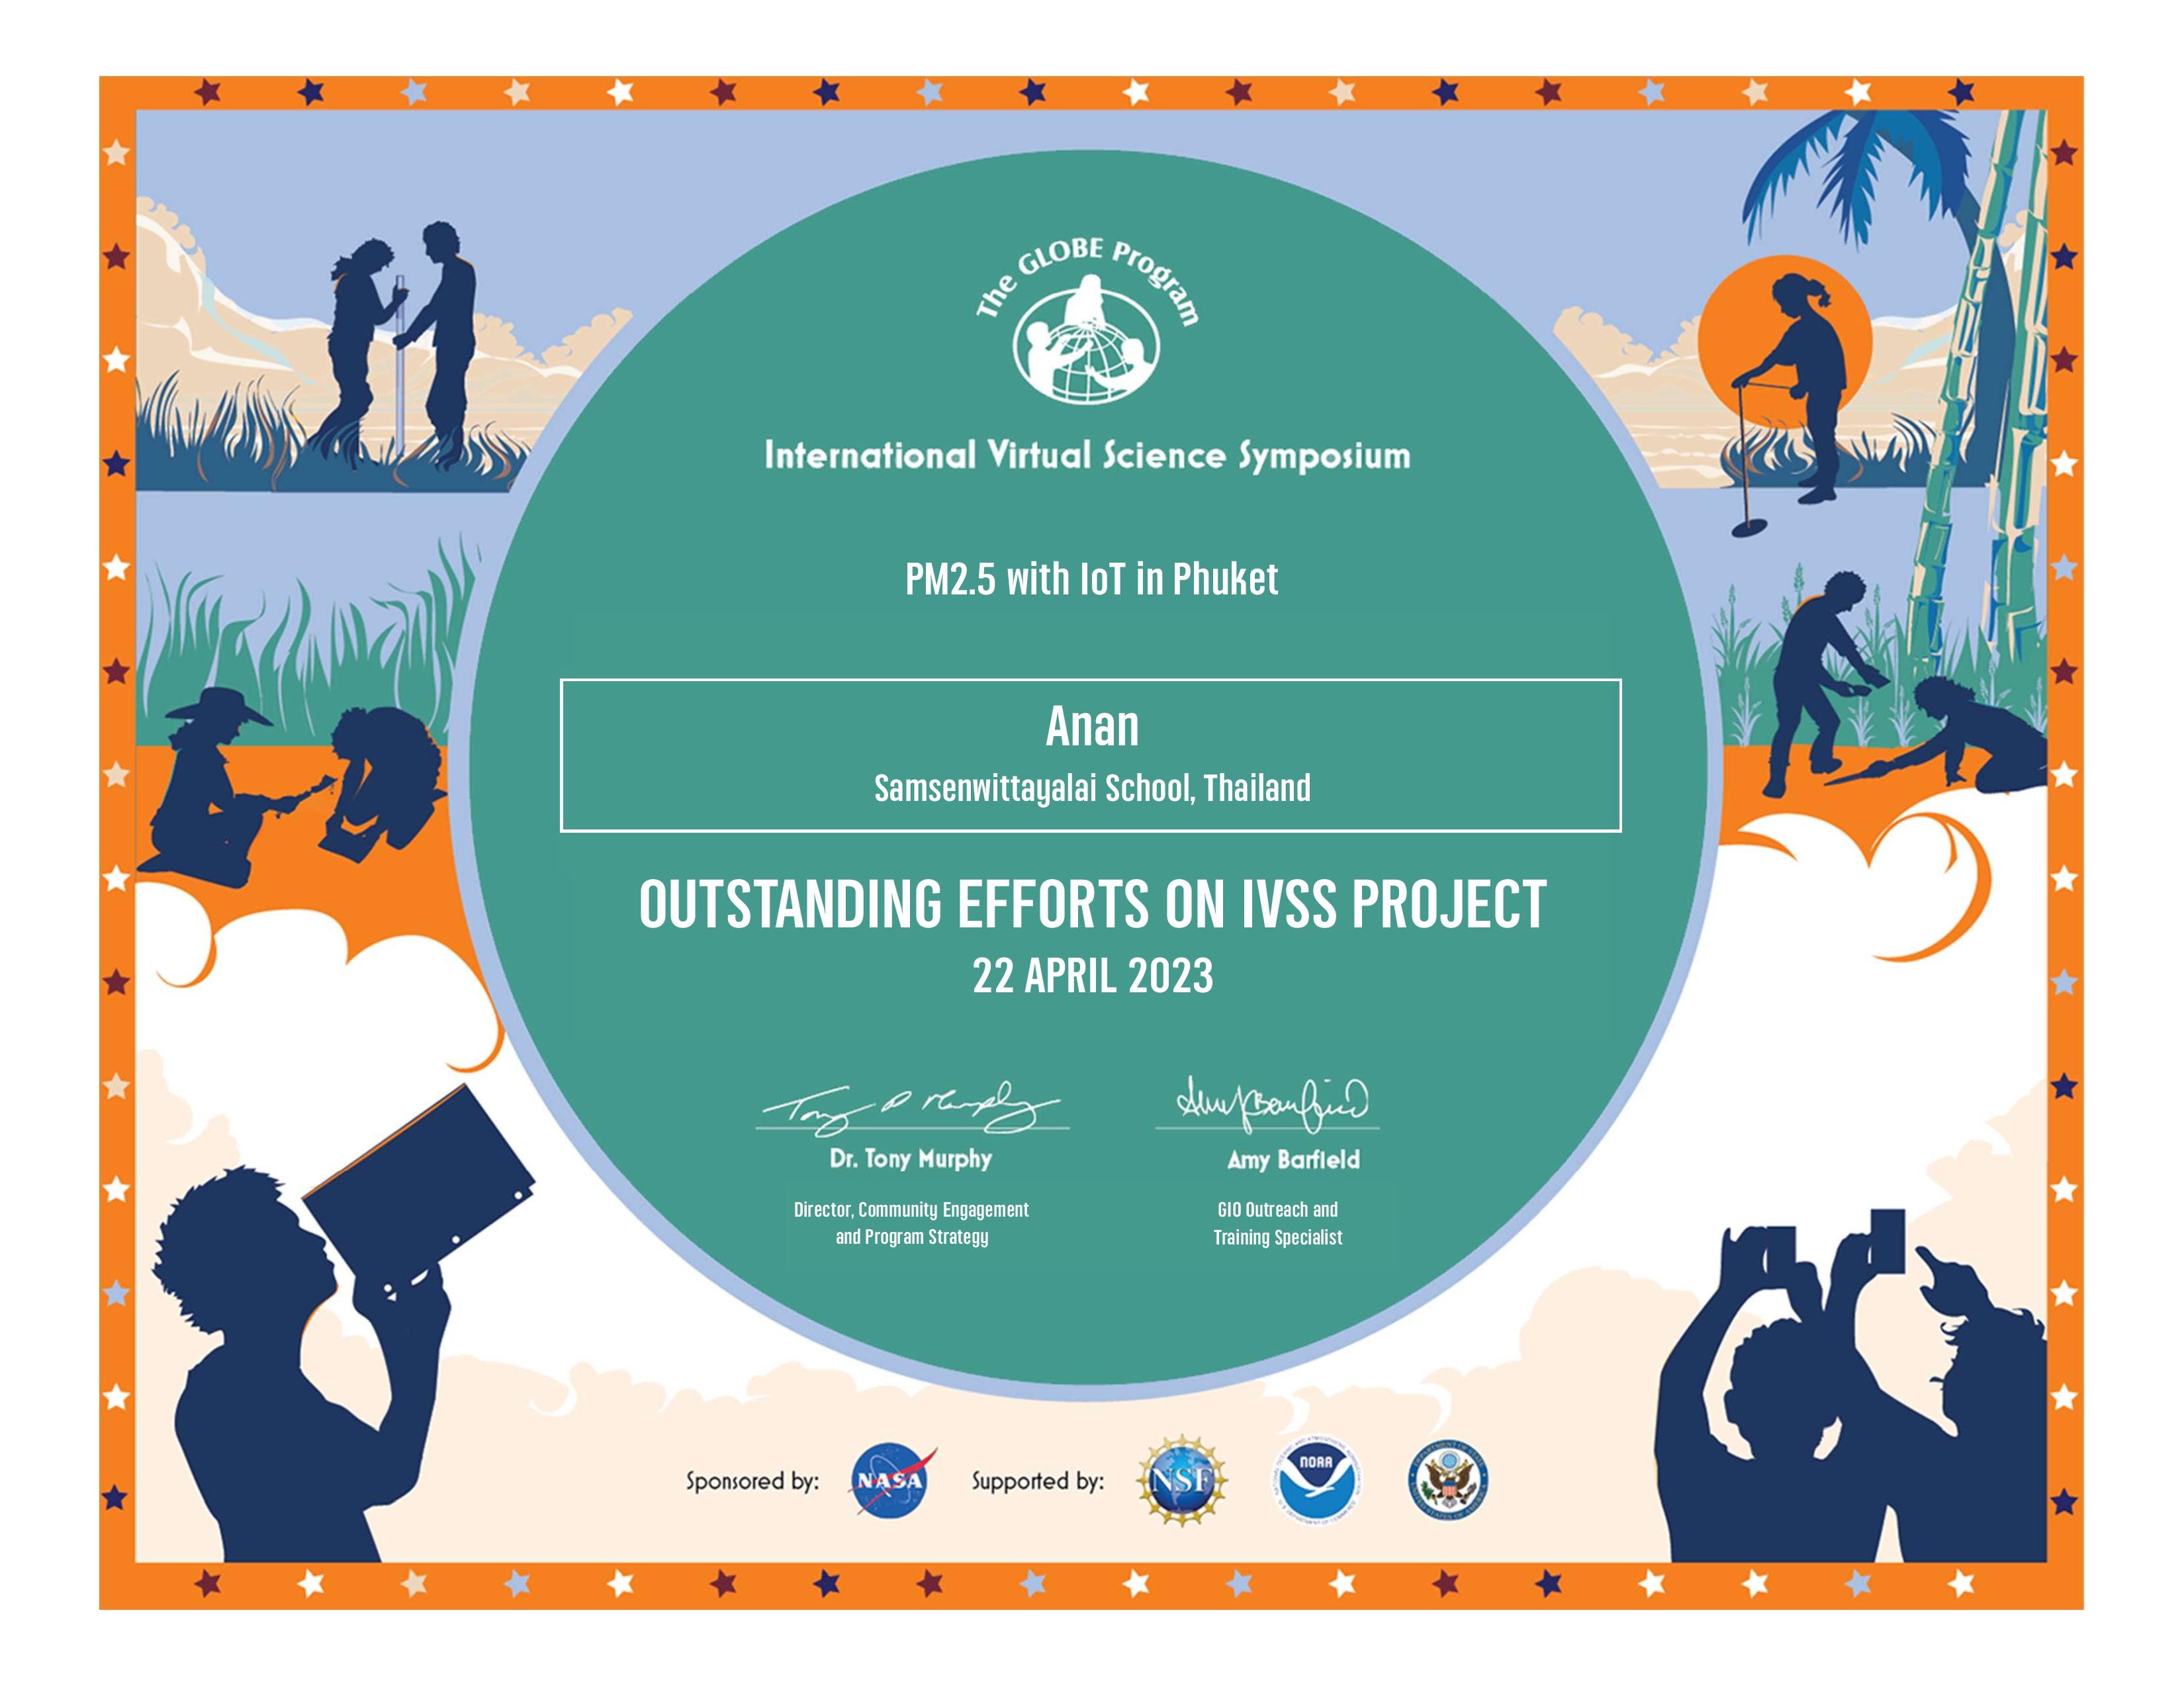 The GLOBE Program
International Virtual Science Symposium
PM2.5 with IoT in Phuket
Anan
Samsenwittayalai School, Thailand
OUTSTANDING EFFORTS ON IVSS PROJECT
22 APRIL 2023
Tony P Murphy
Amy Barfield
Dr. Tony Murphy
Amy Barfield
Director, Community Engagement
and Program Strategy
GIO Outreach and
Training Specialist
Sponsored by:
NASA
Supported by:
NSF
NOAA